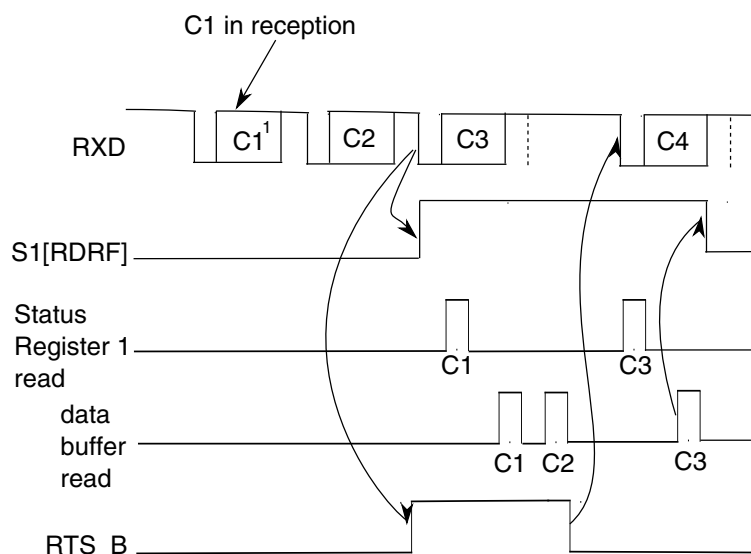 C1 in reception
RXD
C1 1
C2
C3
C4
S1[RDRF]
Status
Register 1
read
C1
C3
data
buffer
read
C1
C2
C3
RTS_B